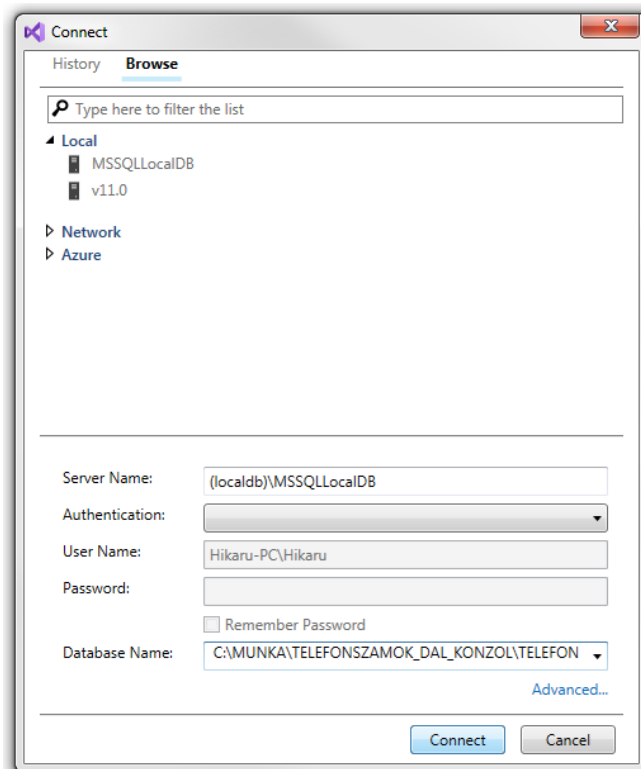 Connect
History Browse
Type here to filter the list
Local
MSSQLLocalDB
v11.0
Network
Azure
Server Name: (localdb)\MSSQLLocalDB
Authentication:
User Name: Hikaru-PC\Hikaru
Password:
Remember Password
Database Name: C:\MUNKA\TELEFONSZAMOK_DAL_KONZOL\TELEFON
Advanced...
Connect Cancel